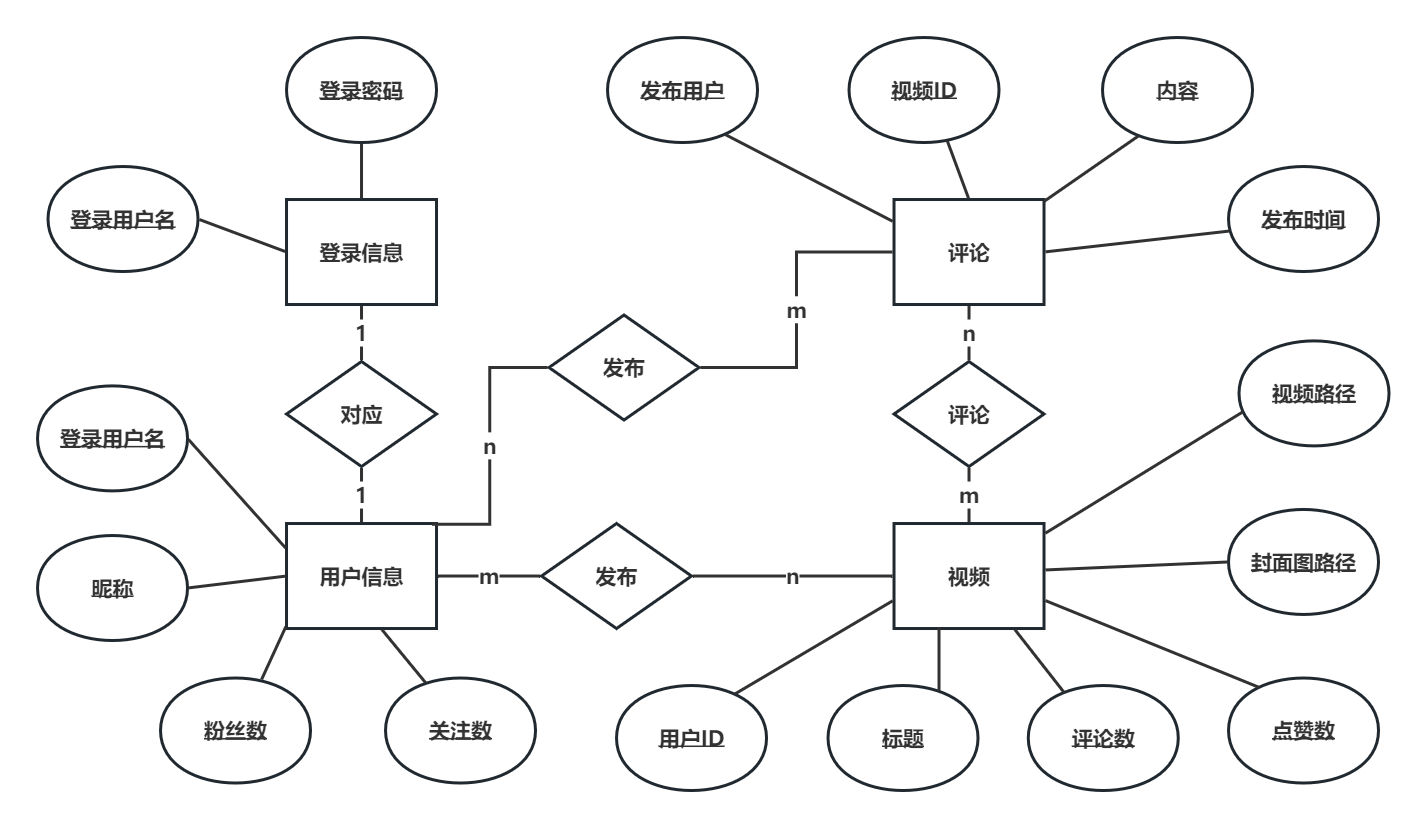 登录密码
发布用户
视频ID
内容
登录用户名
发布时间
登录信息
评论
m
1
n
发布
视频路径
对应
评论
登录用户名
n
1
m
封面图路径
用户信息
m
发布
n
视频
昵称
粉丝数
关注数
用户ID
标题
评论数
点赞数